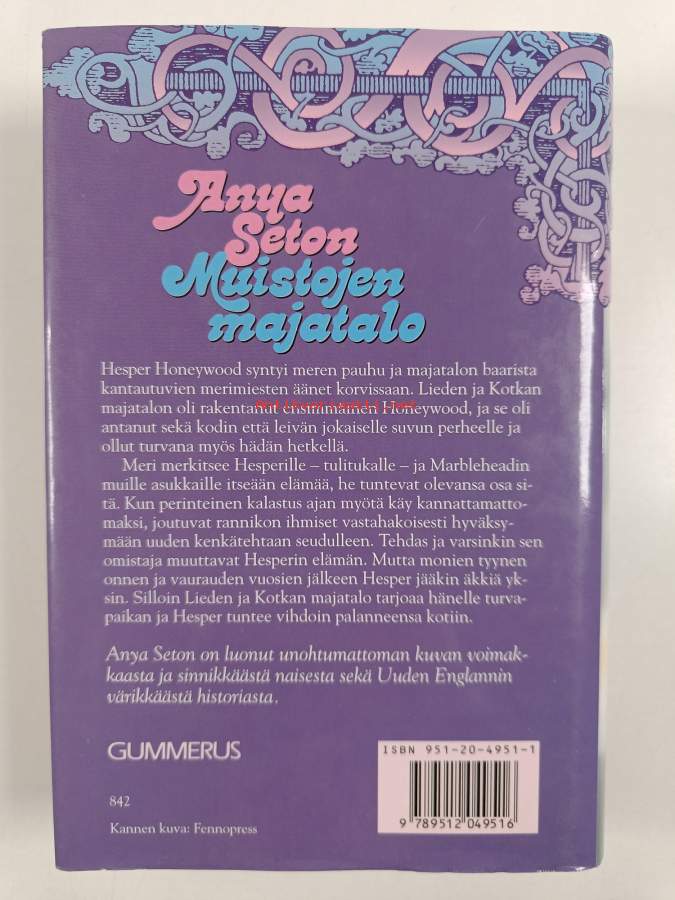 Anya
Seton
Muistojen
majatalo
Hesper Honeywood syntyi meren pauhu ja majatalon baarista
kantautuvien merimiesten äänet korvissaan. Lieden ja Kotkan
majatalon oli rakentanut ensimmäinen Honeywood, ja se oli
antanut sekä kodin että leivän jokaiselle suvun perheelle ja
ollut turvana myös hädän hetkellä.
Meri merkitsee Hesperille – tulitukalle – ja Marbleheadin
muille asukkaille itseään elämää, he tuntevat olevansa osa si-
tä. Kun perinteinen kalastus ajan myötä käy kannattamatto-
maksi, joutuvat rannikon ihmiset vastahakoisesti hyväksy-
mään uuden kenkätehtaan seudulleen. Tehdas ja varsinkin sen
omistaja muuttavat Hesperin elämän. Mutta monien tyynen
onnen ja vaurauden vuosien jälkeen Hesper jääkin äkkiä yk-
sin. Silloin Lieden ja Kotkan majatalo tarjoaa hänelle turva-
paikan ja Hesper tuntee vihdoin palanneensa kotiin.
Anya Seton on luonut unohtumattoman kuvan voimak-
kaasta ja sinnikkäästä naisesta sekä Uuden Englannin
värikkäästä historiasta.
GUMMERUS
ISBN 951-20-4951-1
9 789512 049516
842
Kannen kuva: Fennopress